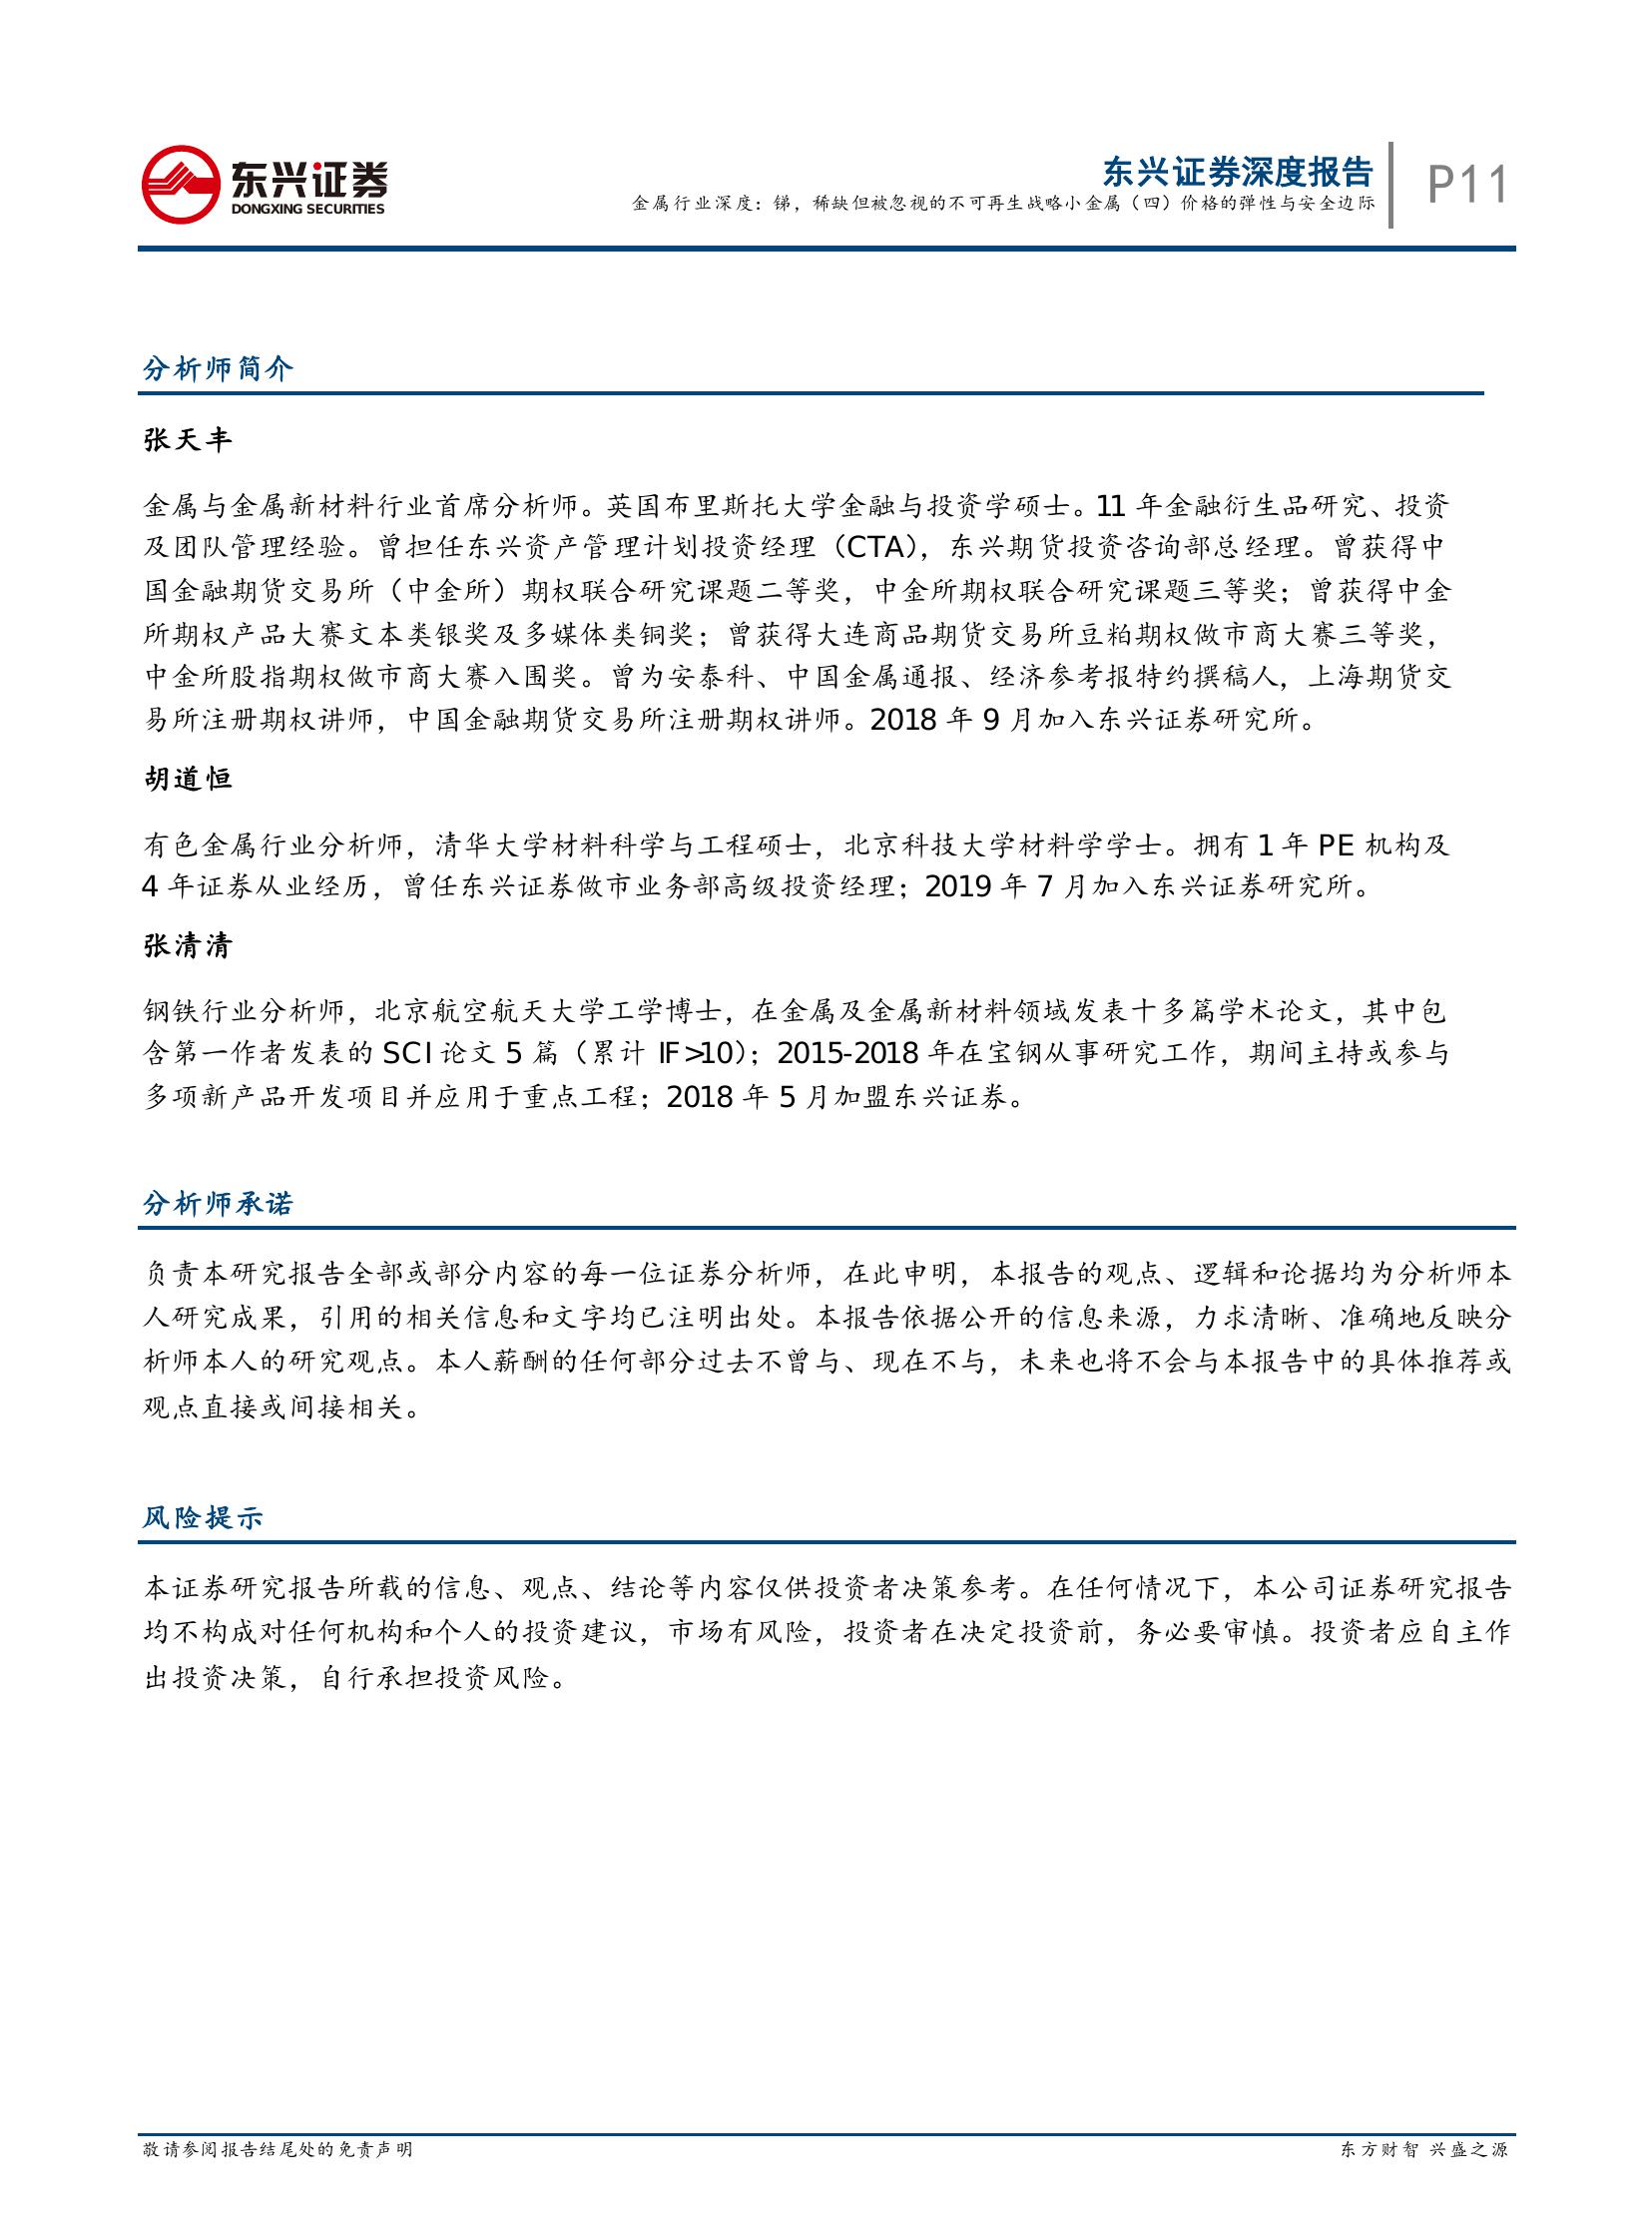 东兴证券
DONGXING SECURITIES
东兴证券深度报告
金属行业深度：锑，稀缺但被忽视的不可再生战略小金属（四）价格的弹性与安全边际
P11
分析师简介
张天丰
金属与金属新材料行业首席分析师。英国布里斯托大学金融与投资学硕士。11 年金融衍生品研究、投资
及团队管理经验。曾担任东兴资产管理计划投资经理（CTA），东兴期货投资咨询部总经理。曾获得中
国金融期货交易所（中金所）期权联合研究课题二等奖，中金所期权联合研究课题三等奖；曾获得中金
所期权产品大赛文本类银奖及多媒体类铜奖；曾获得大连商品期货交易所豆粕期权做市商大赛三等奖，
中金所股指期权做市商大赛入围奖。曾为安泰科、中国金属通报、经济参考报特约撰稿人，上海期货交
易所注册期权讲师，中国金融期货交易所注册期权讲师。2018 年 9 月加入东兴证券研究所。
胡道恒
有色金属行业分析师，清华大学材料科学与工程硕士，北京科技大学材料学学士。拥有 1 年 PE 机构及
4 年证券从业经历，曾任东兴证券做市业务部高级投资经理；2019 年 7 月加入东兴证券研究所。
张清清
钢铁行业分析师，北京航空航天大学工学博士，在金属及金属新材料领域发表十多篇学术论文，其中包
含第一作者发表的 SCI 论文 5 篇（累计 IF>10）；2015-2018 年在宝钢从事研究工作，期间主持或参与
多项新产品开发项目并应用于重点工程；2018 年 5 月加盟东兴证券。
分析师承诺
负责本研究报告全部或部分内容的每一位证券分析师，在此申明，本报告的观点、逻辑和论据均为分析师本
人研究成果，引用的相关信息和文字均已注明出处。本报告依据公开的信息来源，力求清晰、准确地反映分
析师本人的研究观点。本人薪酬的任何部分过去不曾与、现在不与，未来也将不会与本报告中的具体推荐或
观点直接或间接相关。
风险提示
本证券研究报告所载的信息、观点、结论等内容仅供投资者决策参考。在任何情况下，本公司证券研究报告
均不构成对任何机构和个人的投资建议，市场有风险，投资者在决定投资前，务必要审慎。投资者应自主作
出投资决策，自行承担投资风险。
敬请参阅报告结尾处的免责声明
东方财智 兴盛之源